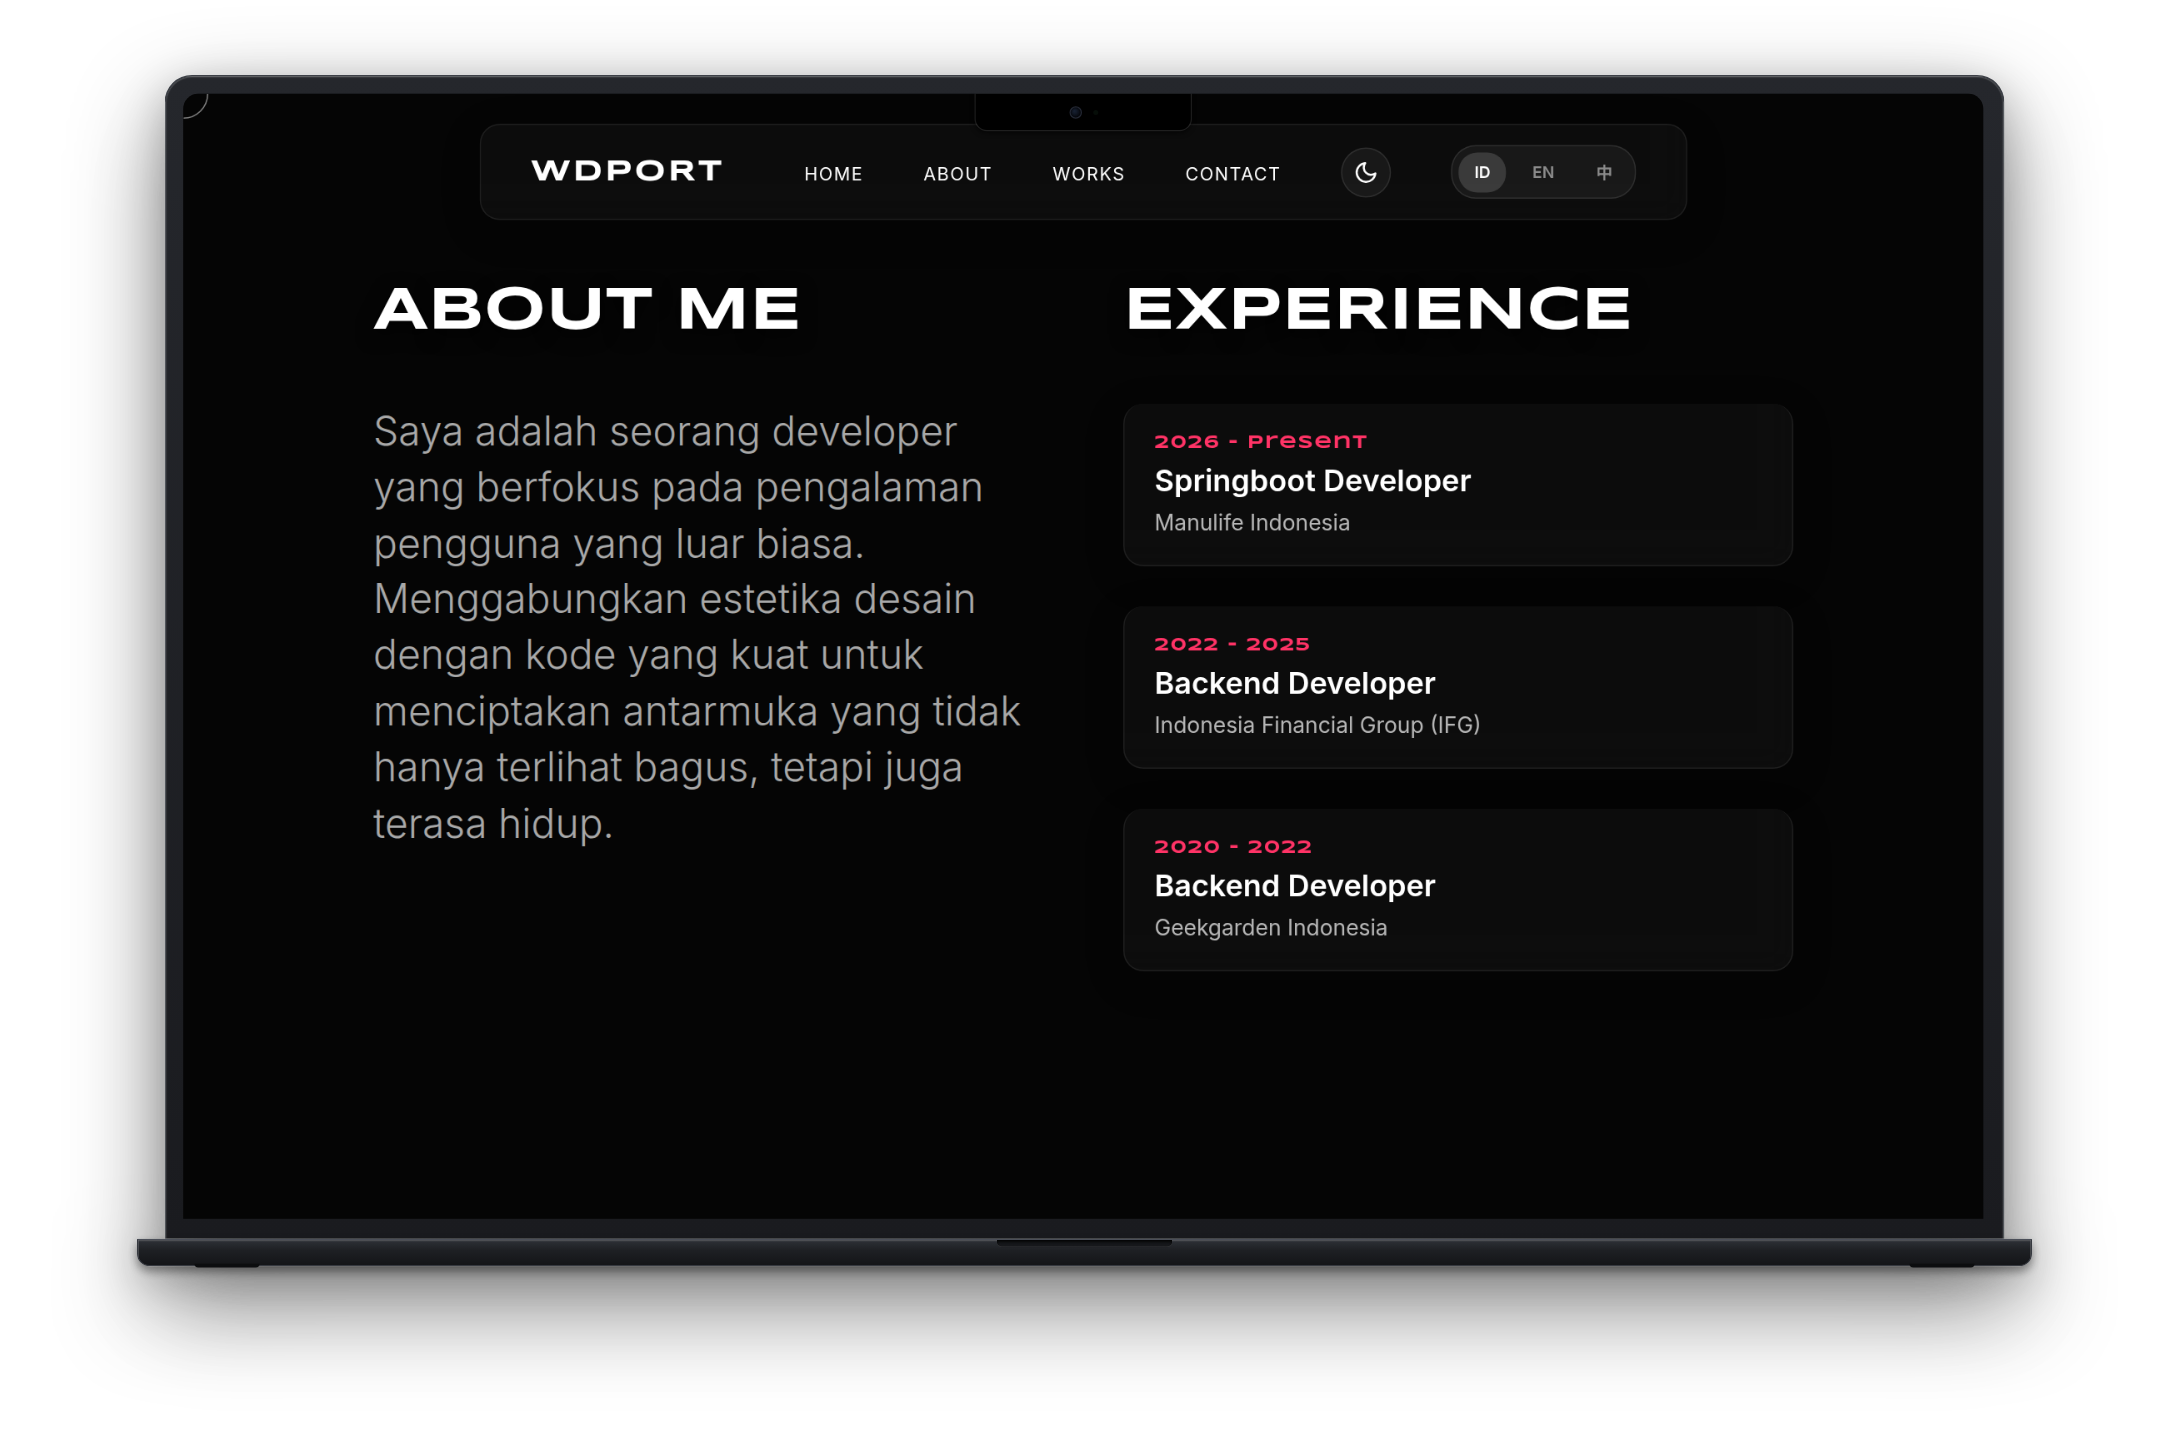 WDPORT
HOME
ABOUT
WORKS
CONTACT
ID
EN
中
ABOUT ME
Saya adalah seorang developer
yang berfokus pada pengalaman
pengguna yang luar biasa.
Menggabungkan estetika desain
dengan kode yang kuat untuk
menciptakan antarmuka yang tidak
hanya terlihat bagus, tetapi juga
terasa hidup.
EXPERIENCE
2026 - Present
Springboot Developer
Manulife Indonesia
2022 - 2025
Backend Developer
Indonesia Financial Group (IFG)
2020 - 2022
Backend Developer
Geekgarden Indonesia